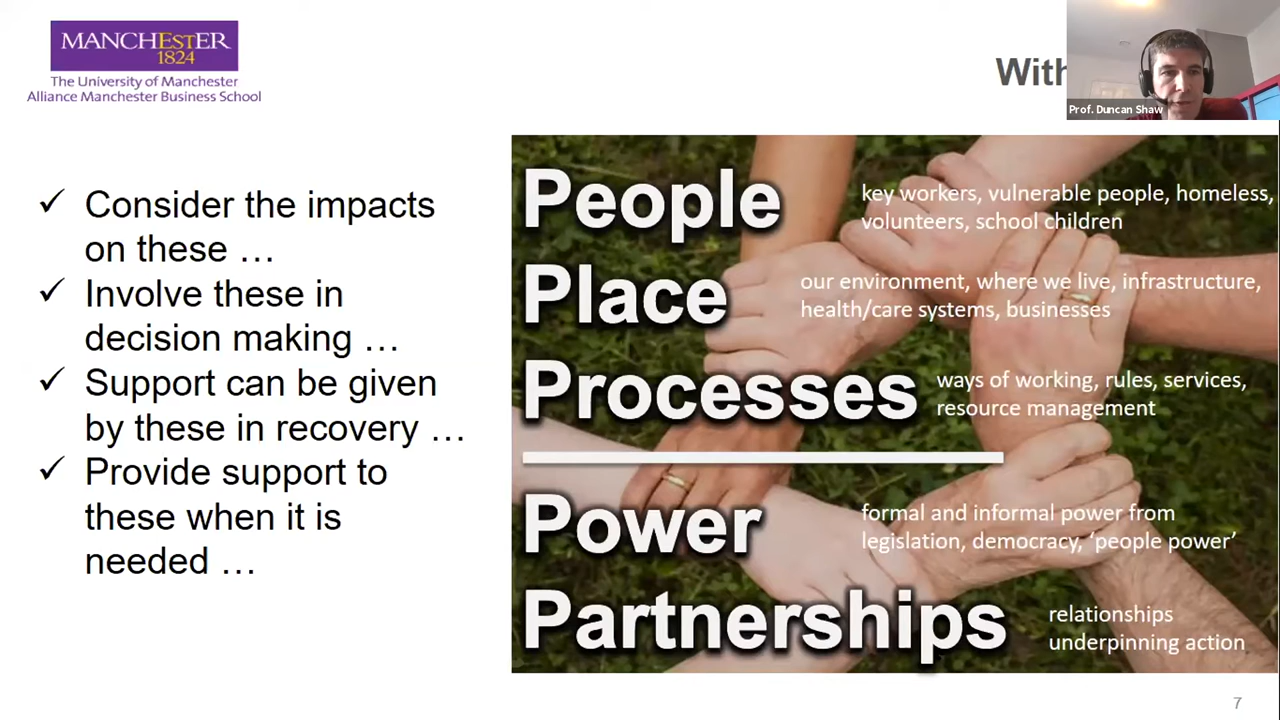 MANCHESTER
1824
The University of Manchester
Alliance Manchester Business School
Prof. Duncan Shaw
✓ Consider the impacts
on these …
✓ Involve these in
decision making …
✓ Support can be given
by these in recovery …
✓ Provide support to
these when it is
needed …
People
key workers, vulnerable people, homeless,
volunteers, school children
Place
our environment, where we live, infrastructure,
health/care systems, businesses
Processes
ways of working, rules, services,
resource management
Power
formal and informal power from
legislation, democracy, ‘people power’
Partnerships
relationships
underpinning action
7